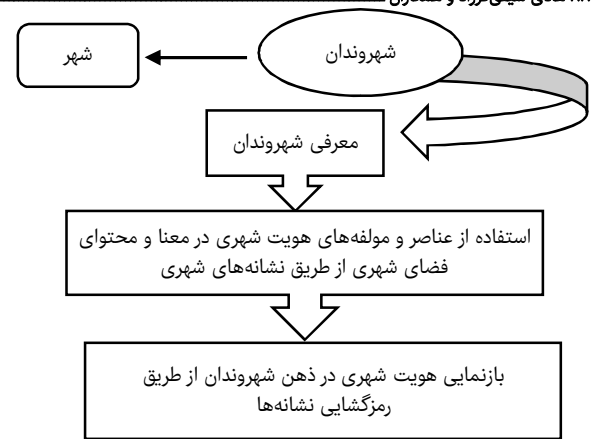 شهر
شهروندان
معرفی شهروندان
استفاده از عناصر و مولفه‌های هویت شهری در معنا و محتوای
فضای شهری از طریق نشانه‌های شهری
بازنمایی هویت شهری در ذهن شهروندان از طریق
رمزگشایی نشانه‌ها